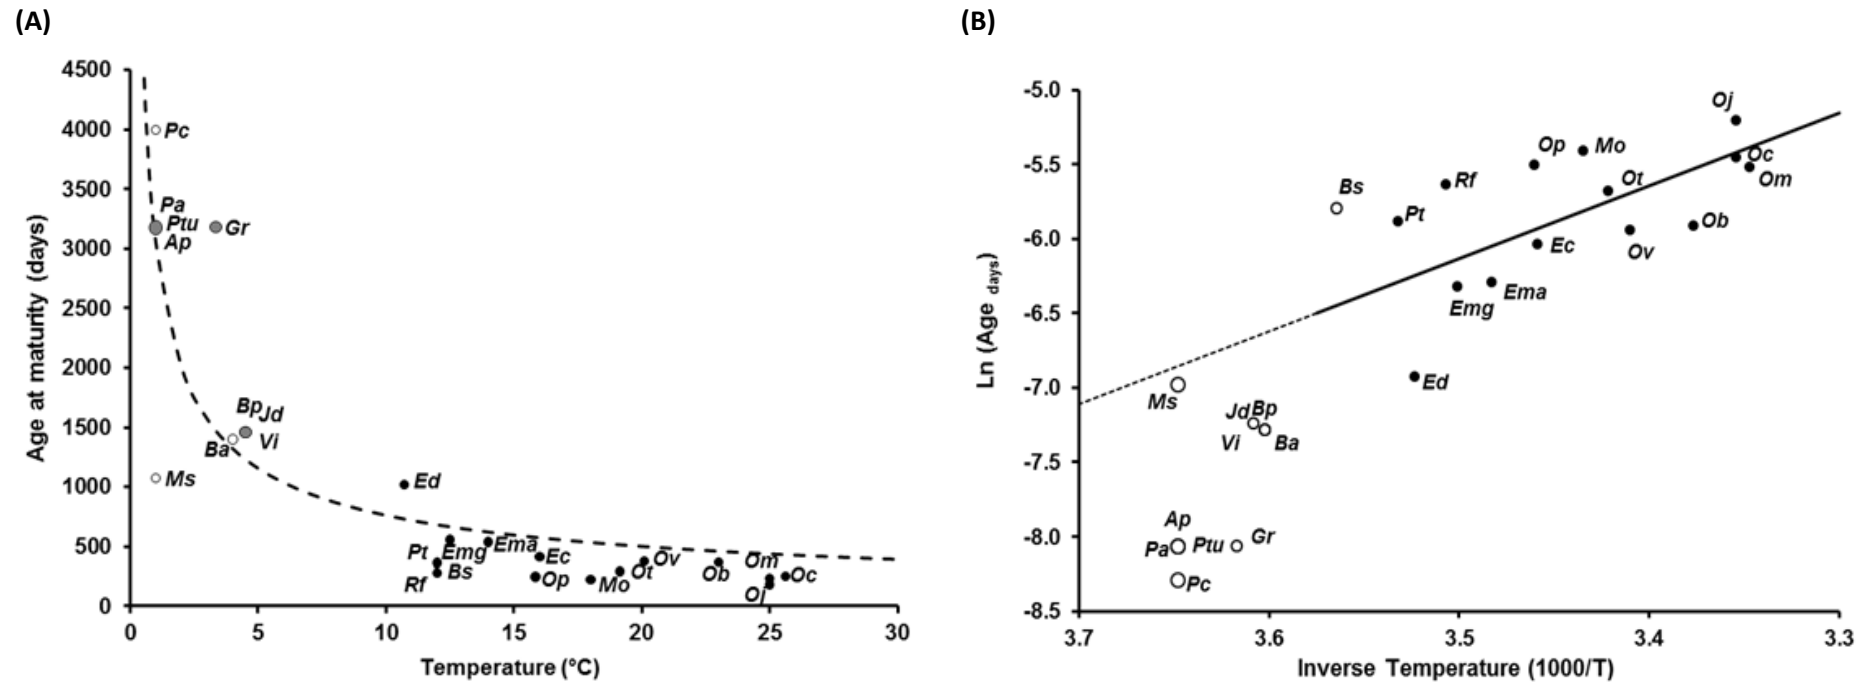 (A)
(B)
4500
4000
3500
3000
2500
2000
1500
1000
500
0
Age at maturity (days)
Pc
Pa
Ptu
Ap
Gr
Bp
Jd
Vi
Ba
Ms
Ed
Pt
Emg
Ema
Ec
Rf
Bs
Op
Mo
Ot
Ov
Ob
Om
Oc
Oj
0
5
10
15
20
25
30
Temperature (°C)
-5.0
-5.5
-6.0
-6.5
-7.0
-7.5
-8.0
-8.5
Ln (Age days)
Oj
Op
Mo
Oc
Om
Bs
Rf
Ot
Pt
Ob
Ec
Ov
Ema
Emg
Ed
Ms
Jd
Bp
Vi
Ba
Ap
Pa
Ptu
Gr
Pc
3.7
3.6
3.5
3.4
3.3
Inverse Temperature (1000/T)